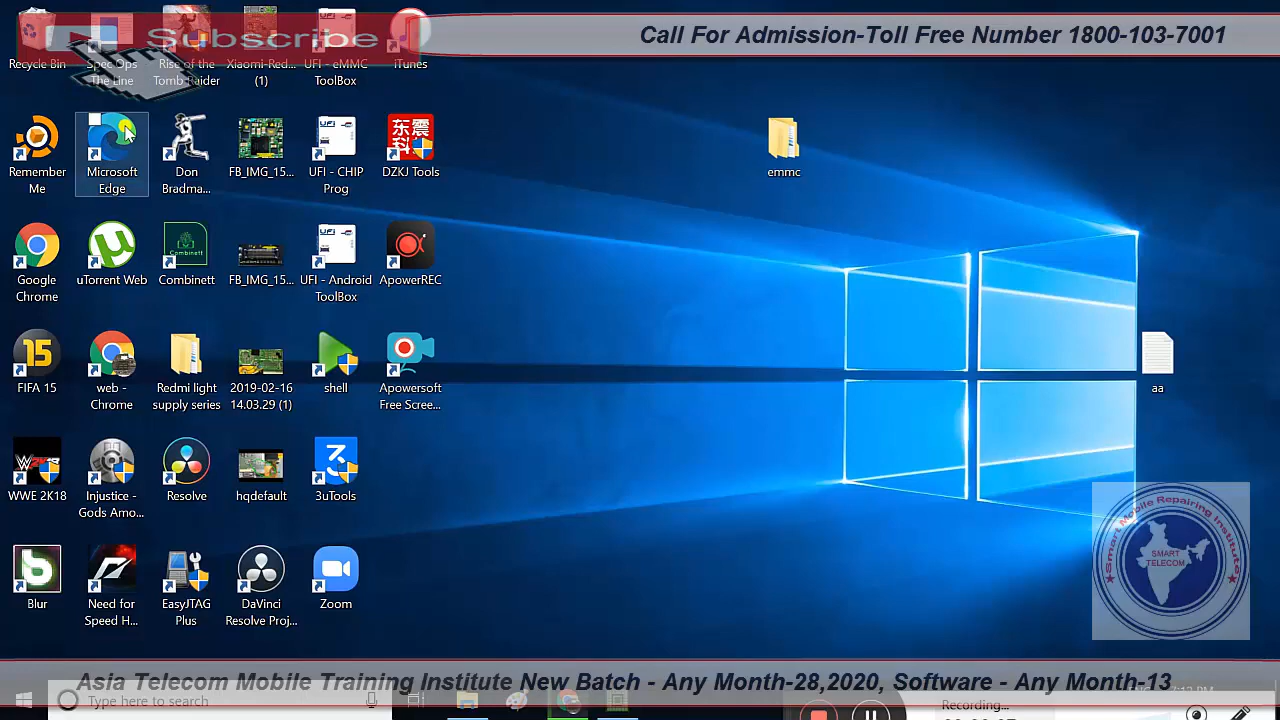 Subscribe
Call For Admission-Toll Free Number 1800-103-7001
Recycle Bin
Spec Ops
The Line
Rise of the
Tomb Raider
Xiaomi-Red...
(1)
UFI - eMMC
ToolBox
iTunes
Remember
Me
Microsoft
Edge
Don
Bradma...
FB_IMG_15...
UFI - CHIP
Prog
东震
科
DZKJ Tools
emmc
Google
Chrome
uTorrent Web
Combinett
Combinett
FB_IMG_15...
UFI - Android
ToolBox
ApowerREC
15
FIFA 15
web -
Chrome
Redmi light
supply series
2019-02-16
14.03.29 (1)
shell
Apowersoft
Free Scree...
aa
WWE 2K18
Injustice -
Gods Amo...
Resolve
hqdefault
3uTools
Blur
Need for
Speed H...
EasyJTAG
Plus
DaVinci
Resolve Proj...
Zoom
Smart Mobile Repairing Institute
SMART
TELECOM
Asia Telecom Mobile Training Institute New Batch - Any Month-28,2020, Software - Any Month-13
Type here to search
Recording...